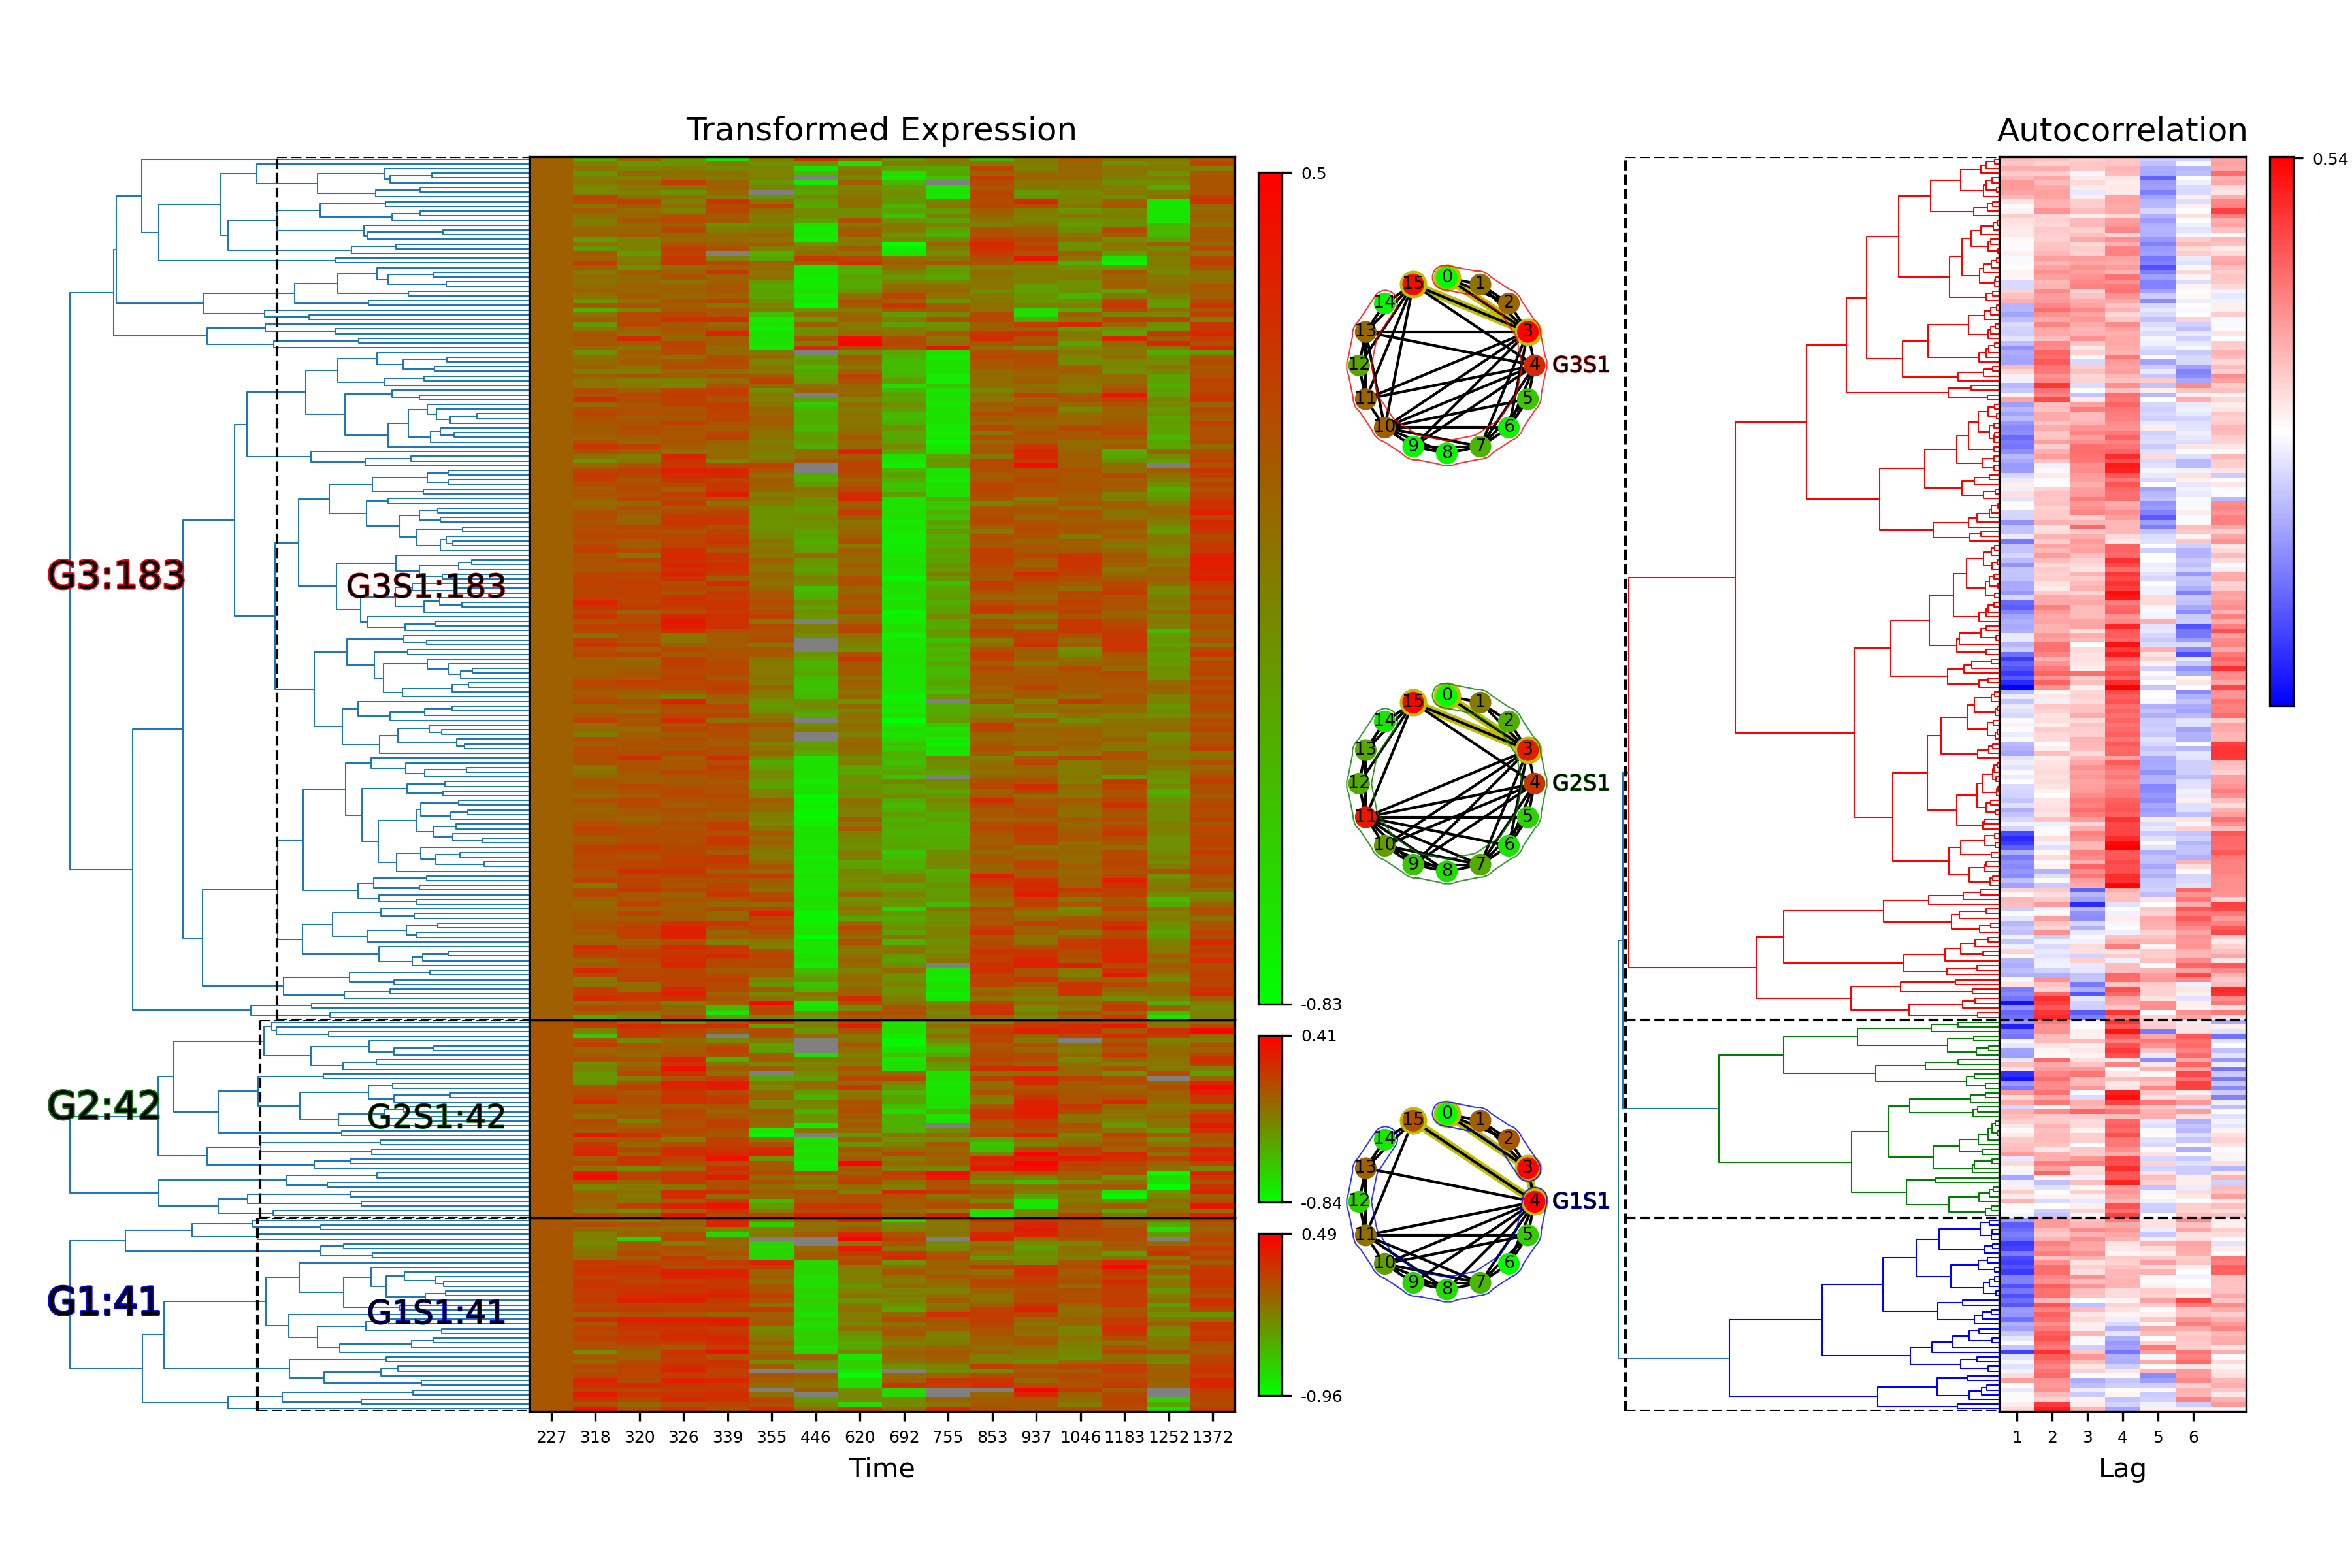 Transformed Expression
Autocorrelation
0.5
0.54
15 0 1
14 2
13 3
12 4 G3S1
11 5
10 6
9 8 7
G3:183
G3S1:183
15 0 1
14 2
13 3
12 4 G2S1
11 5
10 6
9 8 7
-0.83
0.41
G2:42
G2S1:42
15 0 1
14 2
13 3
12 4 G1S1
11 5
10 6
9 8 7
-0.84
0.49
G1:41
G1S1:41
-0.96
227 318 320 326 339 355 446 620 692 755 853 937 1046 1183 1252 1372
Time
1 2 3 4 5 6
Lag